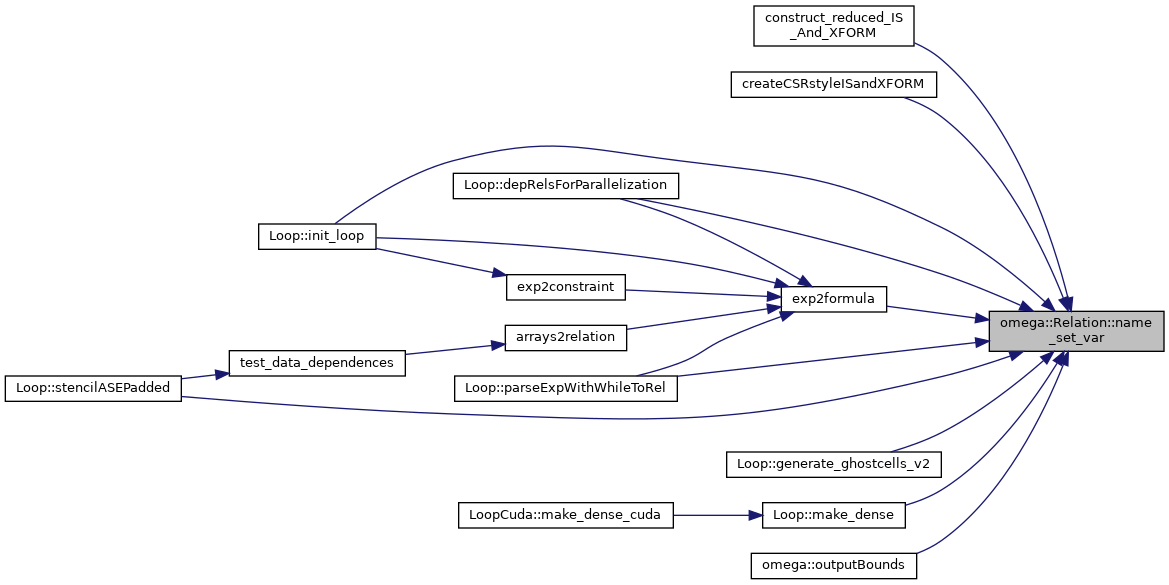 construct_reduced_IS
_And_XFORM
createCSRstyleISandXFORM
Loop::depRelsForParallelization
Loop::init_loop
exp2constraint
exp2formula
omega::Relation::name
_set_var
arrays2relation
test_data_dependences
Loop::stencilASEPadded
Loop::parseExpWithWhileToRel
Loop::generate_ghostcells_v2
LoopCuda::make_dense_cuda
Loop::make_dense
omega::outputBounds